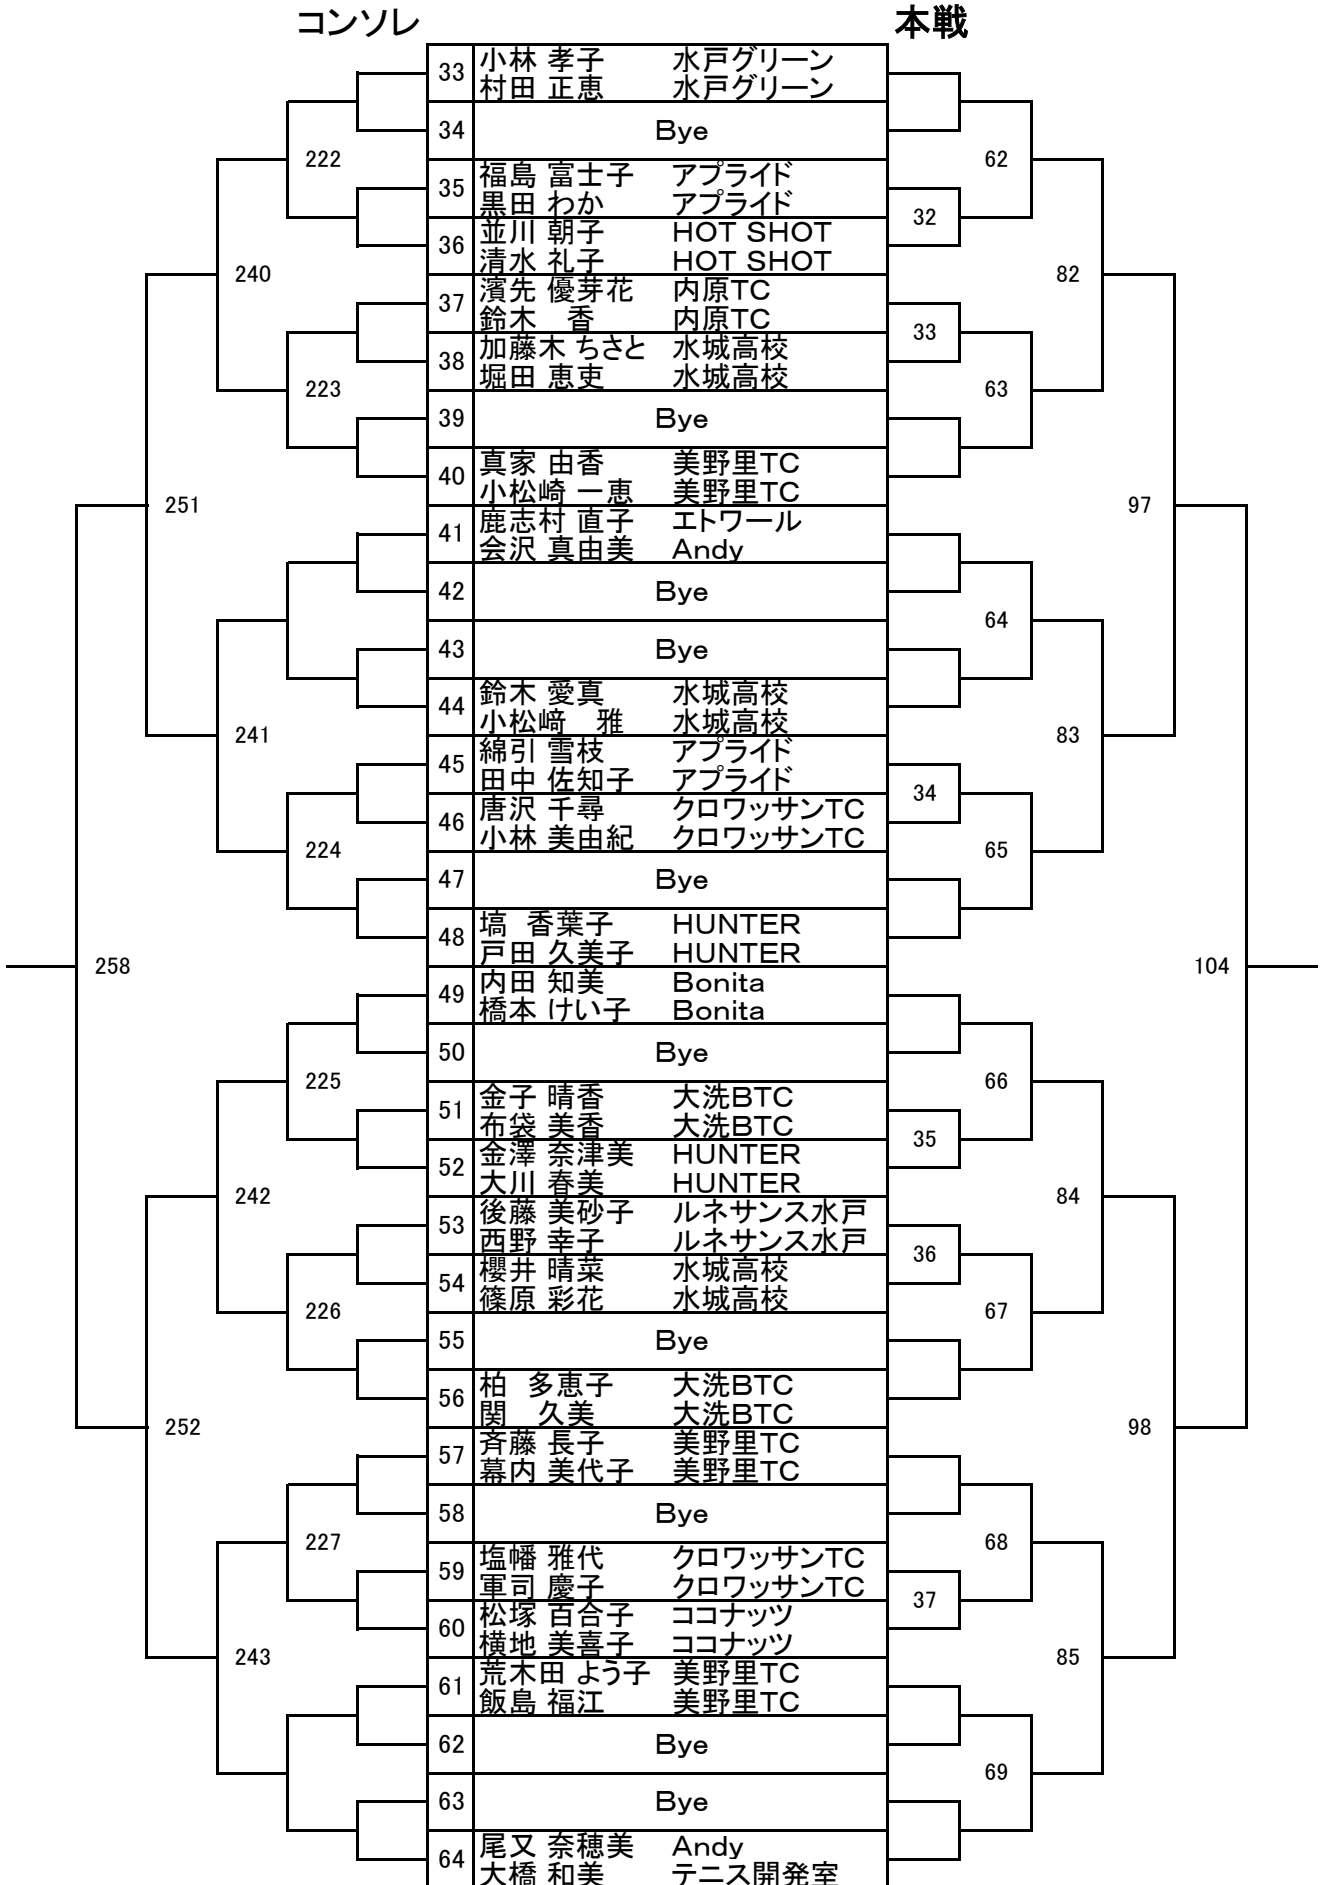 コンソレ 本戦
33 小林 孝子 水戸グリーン
村田 正恵 水戸グリーン
34 Bye
222 62
35 福島 富士子 アプライド
黒田 わか アプライド
32
36 並川 朝子 HOT SHOT
清水 礼子 HOT SHOT
240 82
37 濱先 優芽花 内原TC
鈴木 香 内原TC
33
38 加藤木 ちさと 水城高校
堀田 恵吏 水城高校
223 63
39 Bye
40 真家 由香 美野里TC
小松崎 一恵 美野里TC
251 97
41 鹿志村 直子 エトワール
会沢 真由美 Andy
42 Bye
64
43 Bye
44 鈴木 愛真 水城高校
小松﨑 雅 水城高校
241 83
45 綿引 雪枝 アプライド
田中 佐知子 アプライド
34
46 唐沢 千尋 クロワッサンTC
小林 美由紀 クロワッサンTC
224 65
47 Bye
48 塙 香葉子 HUNTER
戸田 久美子 HUNTER
258 104
49 内田 知美 Bonita
橋本 けい子 Bonita
50 Bye
225 66
51 金子 晴香 大洗BTC
布袋 美香 大洗BTC
35
52 金澤 奈津美 HUNTER
大川 春美 HUNTER
242 84
53 後藤 美砂子 ルネサンス水戸
西野 幸子 ルネサンス水戸
36
54 櫻井 晴菜 水城高校
篠原 彩花 水城高校
226 67
55 Bye
56 柏 多恵子 大洗BTC
関 久美 大洗BTC
252 98
57 斉藤 長子 美野里TC
幕内 美代子 美野里TC
58 Bye
227 68
59 塩幡 雅代 クロワッサンTC
軍司 慶子 クロワッサンTC
37
60 松塚 百合子 ココナッツ
横地 美喜子 ココナッツ
243 85
61 荒木田 よう子 美野里TC
飯島 福江 美野里TC
62 Bye
69
63 Bye
64 尾又 奈穂美 Andy
大橋 和美 テニス開発室